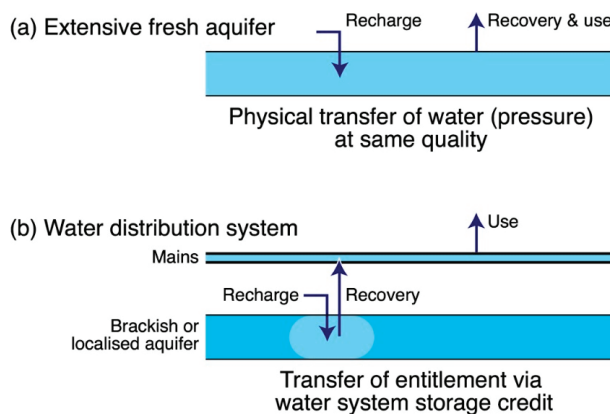 (a) Extensive fresh aquifer
Recharge
Recovery & use
Physical transfer of water (pressure)
at same quality
(b) Water distribution system
Use
Mains
Recharge
Recovery
Brackish or
localised aquifer
Transfer of entitlement via
water system storage credit